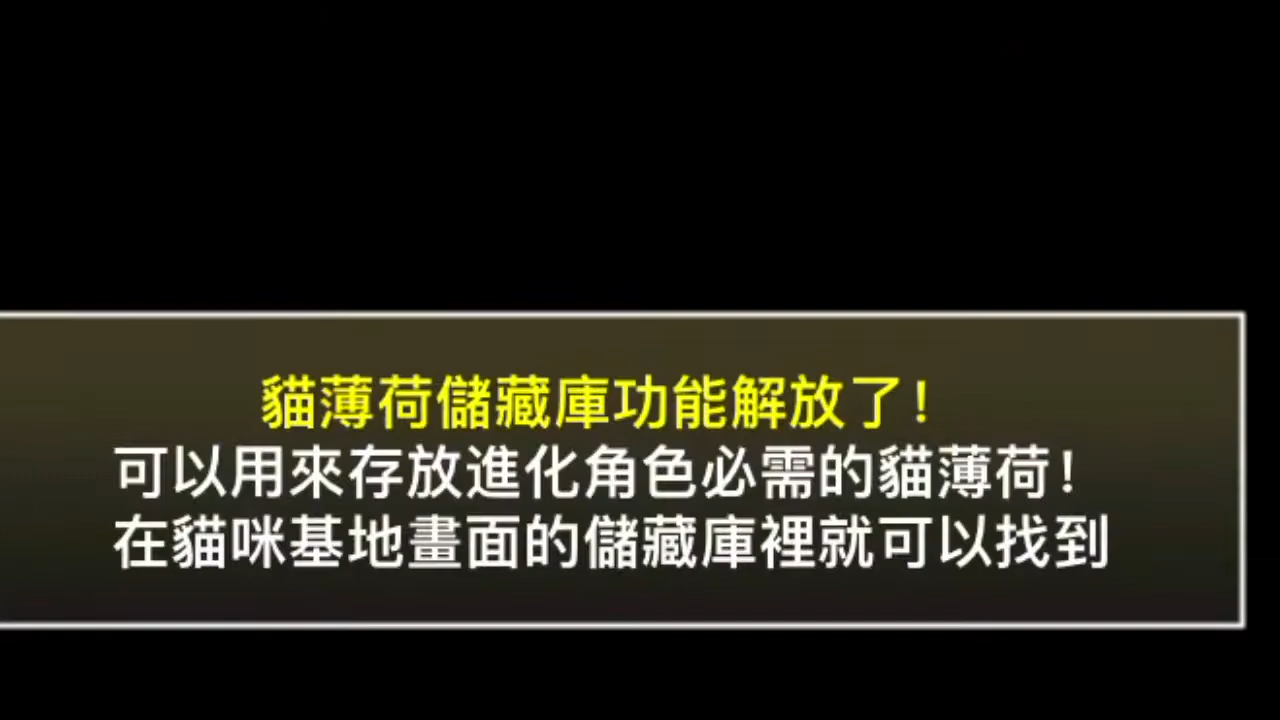 貓薄荷儲藏庫功能解放了!
可以用來存放進化角色必需的貓薄荷!
在貓咪基地畫面的儲藏庫裡就可以找到